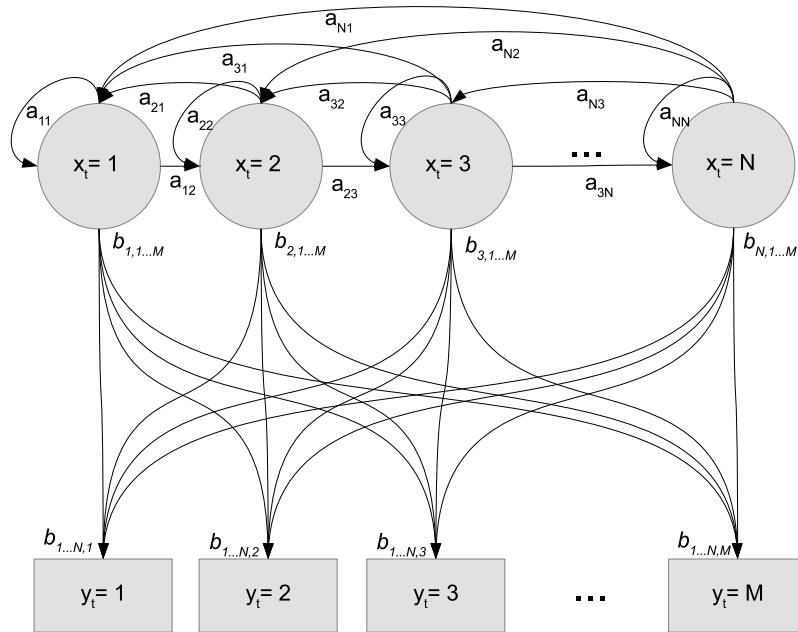 a_N1
a_N2
a_31
a_11 a_21 a_22 a_32 a_33 a_N3 a_NN
x_t= 1 x_t= 2 x_t= 3 ... x_t= N
a_12 a_23 a_3N
b_1,1...M b_2,1...M b_3,1...M b_N,1...M
b_1...N,1 b_1...N,2 b_1...N,3 b_1...N,M
y_t= 1 y_t= 2 y_t= 3 ... y_t= M